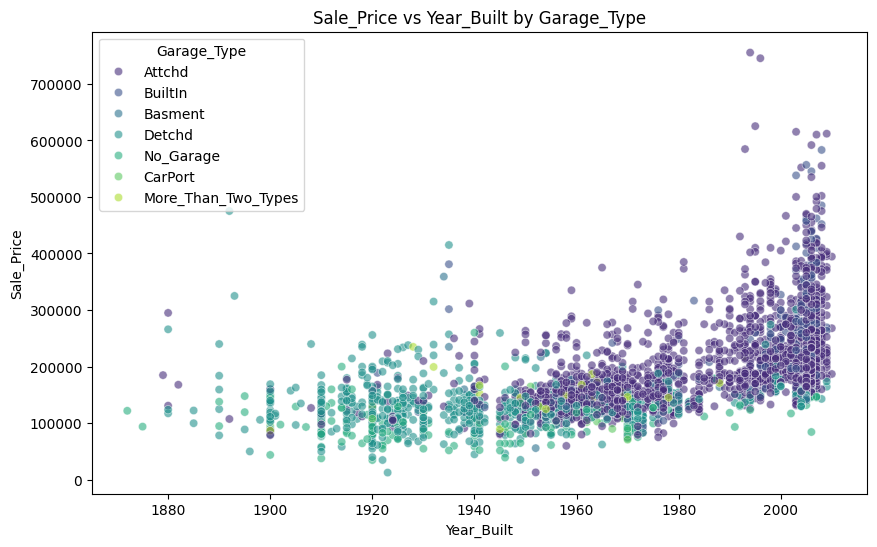 Sale_Price vs Year_Built by Garage_Type
Garage_Type
Attchd
BuiltIn
Basment
Detchd
No_Garage
CarPort
More_Than_Two_Types
700000
600000
500000
400000
300000
200000
100000
0
Sale_Price
1880 1900 1920 1940 1960 1980 2000
Year_Built